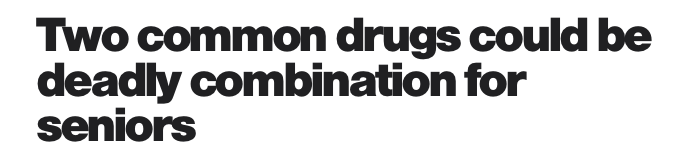 Two common drugs could be
deadly combination for
seniors